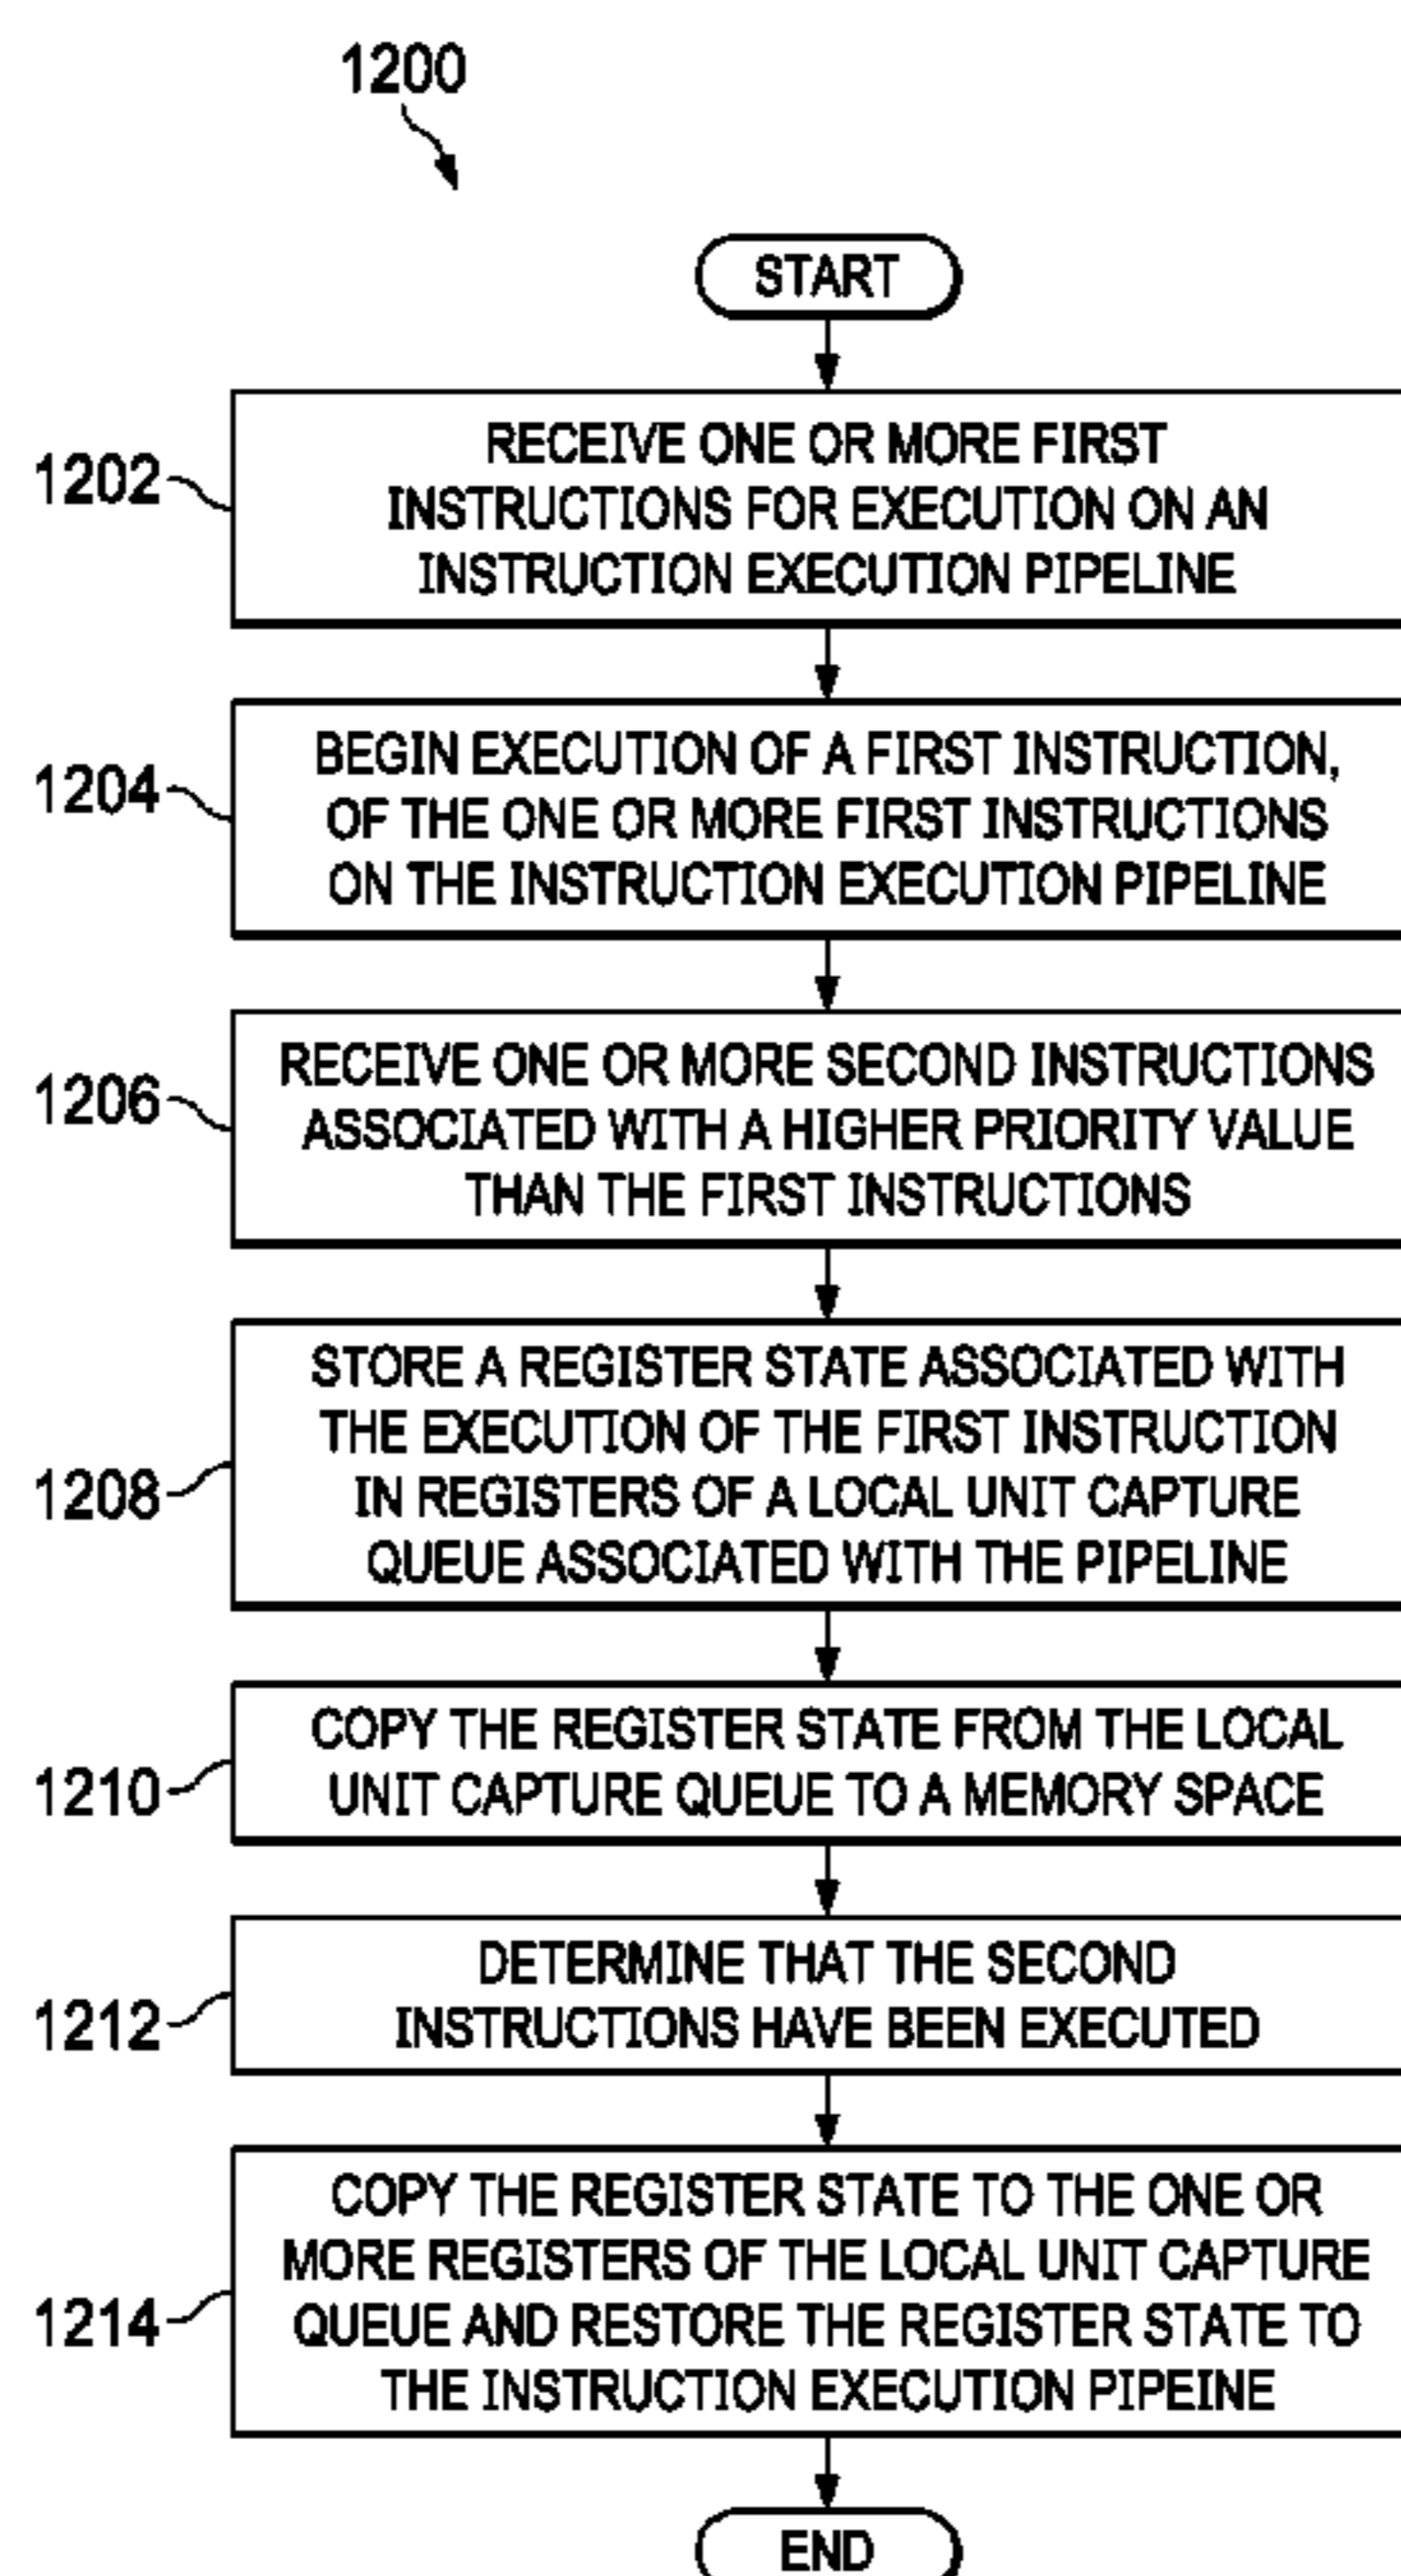 1200
START
1202
RECEIVE ONE OR MORE FIRST
INSTRUCTIONS FOR EXECUTION ON AN
INSTRUCTION EXECUTION PIPELINE
1204
BEGIN EXECUTION OF A FIRST INSTRUCTION,
OF THE ONE OR MORE FIRST INSTRUCTIONS
ON THE INSTRUCTION EXECUTION PIPELINE
1206
RECEIVE ONE OR MORE SECOND INSTRUCTIONS
ASSOCIATED WITH A HIGHER PRIORITY VALUE
THAN THE FIRST INSTRUCTIONS
1208
STORE A REGISTER STATE ASSOCIATED WITH
THE EXECUTION OF THE FIRST INSTRUCTION
IN REGISTERS OF A LOCAL UNIT CAPTURE
QUEUE ASSOCIATED WITH THE PIPELINE
1210
COPY THE REGISTER STATE FROM THE LOCAL
UNIT CAPTURE QUEUE TO A MEMORY SPACE
1212
DETERMINE THAT THE SECOND
INSTRUCTIONS HAVE BEEN EXECUTED
1214
COPY THE REGISTER STATE TO THE ONE OR
MORE REGISTERS OF THE LOCAL UNIT CAPTURE
QUEUE AND RESTORE THE REGISTER STATE TO
THE INSTRUCTION EXECUTION PIPEINE
END